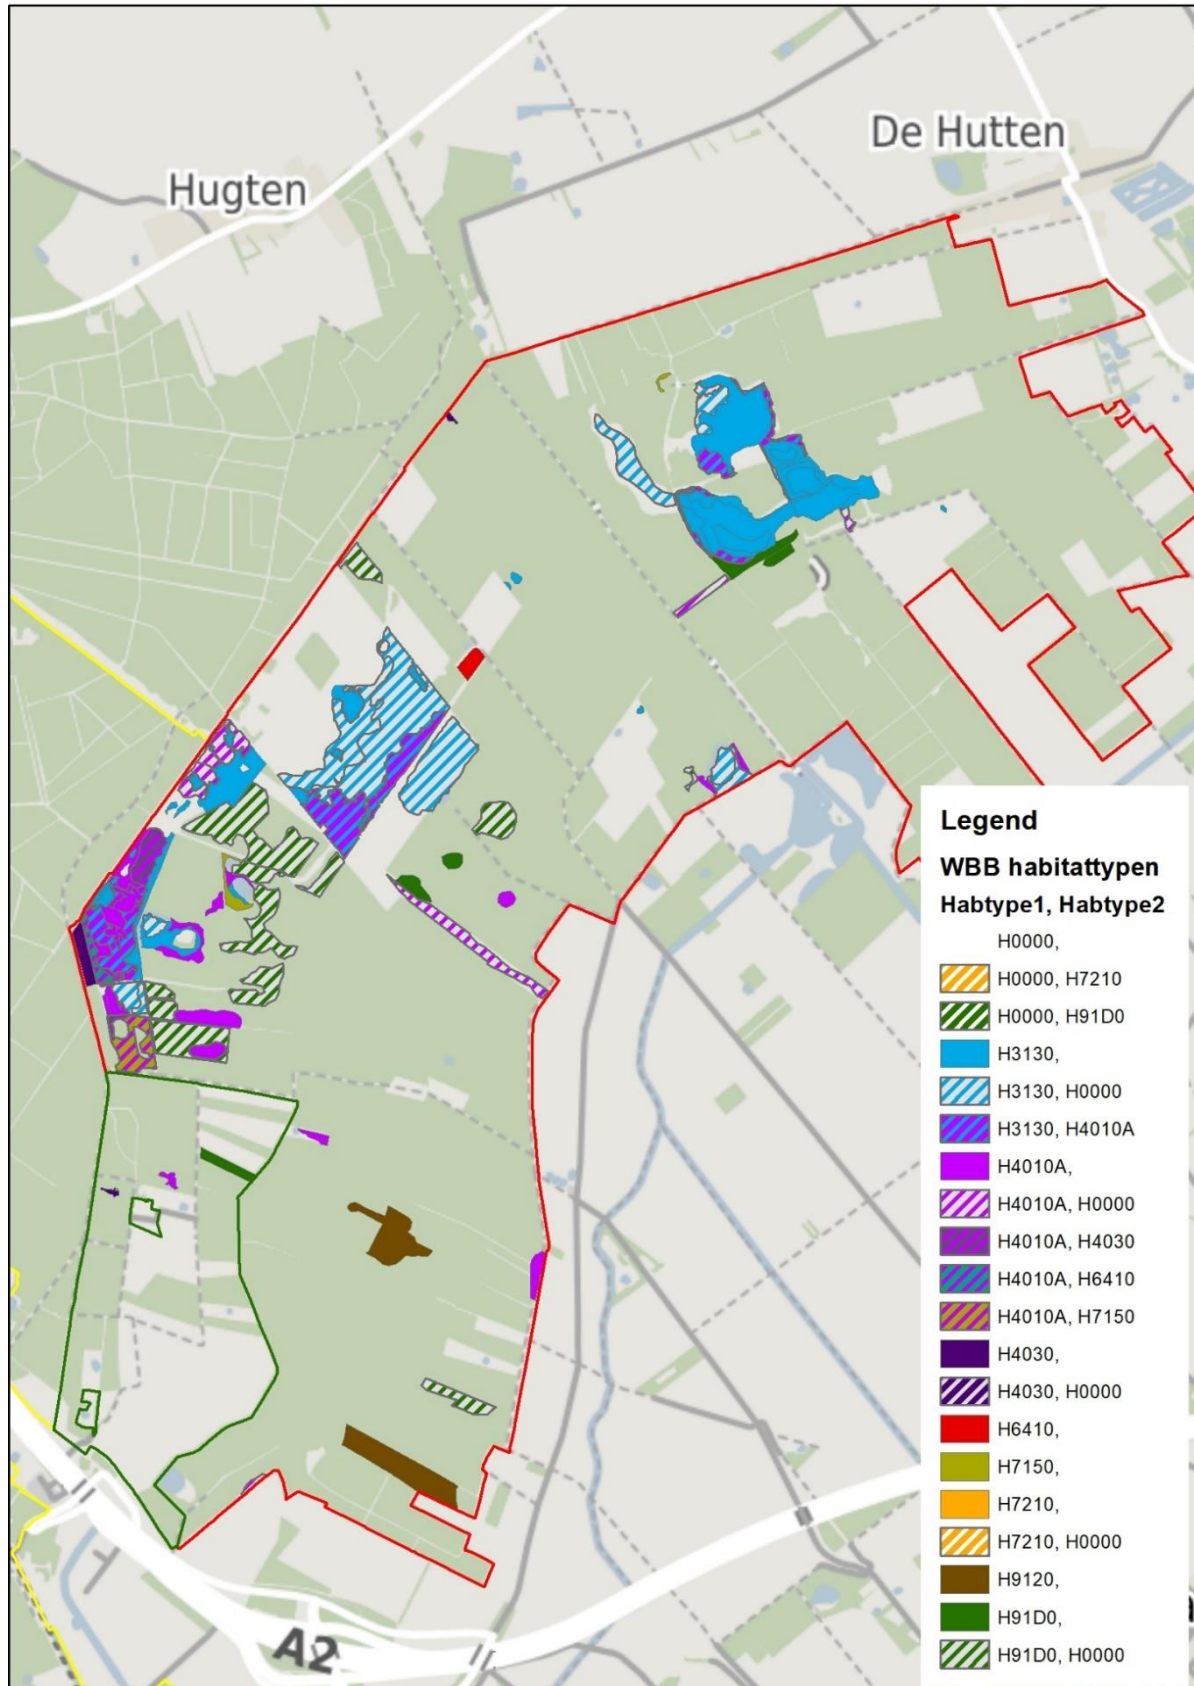 De Hutten
Hugten
Legend
WBB habitattypen
Habtype1, Habtype2
H0000,
H0000, H7210
H0000, H91D0
H3130,
H3130, H0000
H3130, H4010A
H4010A,
H4010A, H0000
H4010A, H4030
H4010A, H6410
H4010A, H7150
H4030,
H4030, H0000
H6410,
H7150,
H7210,
H7210, H0000
H9120,
H91D0,
H91D0, H0000
A2